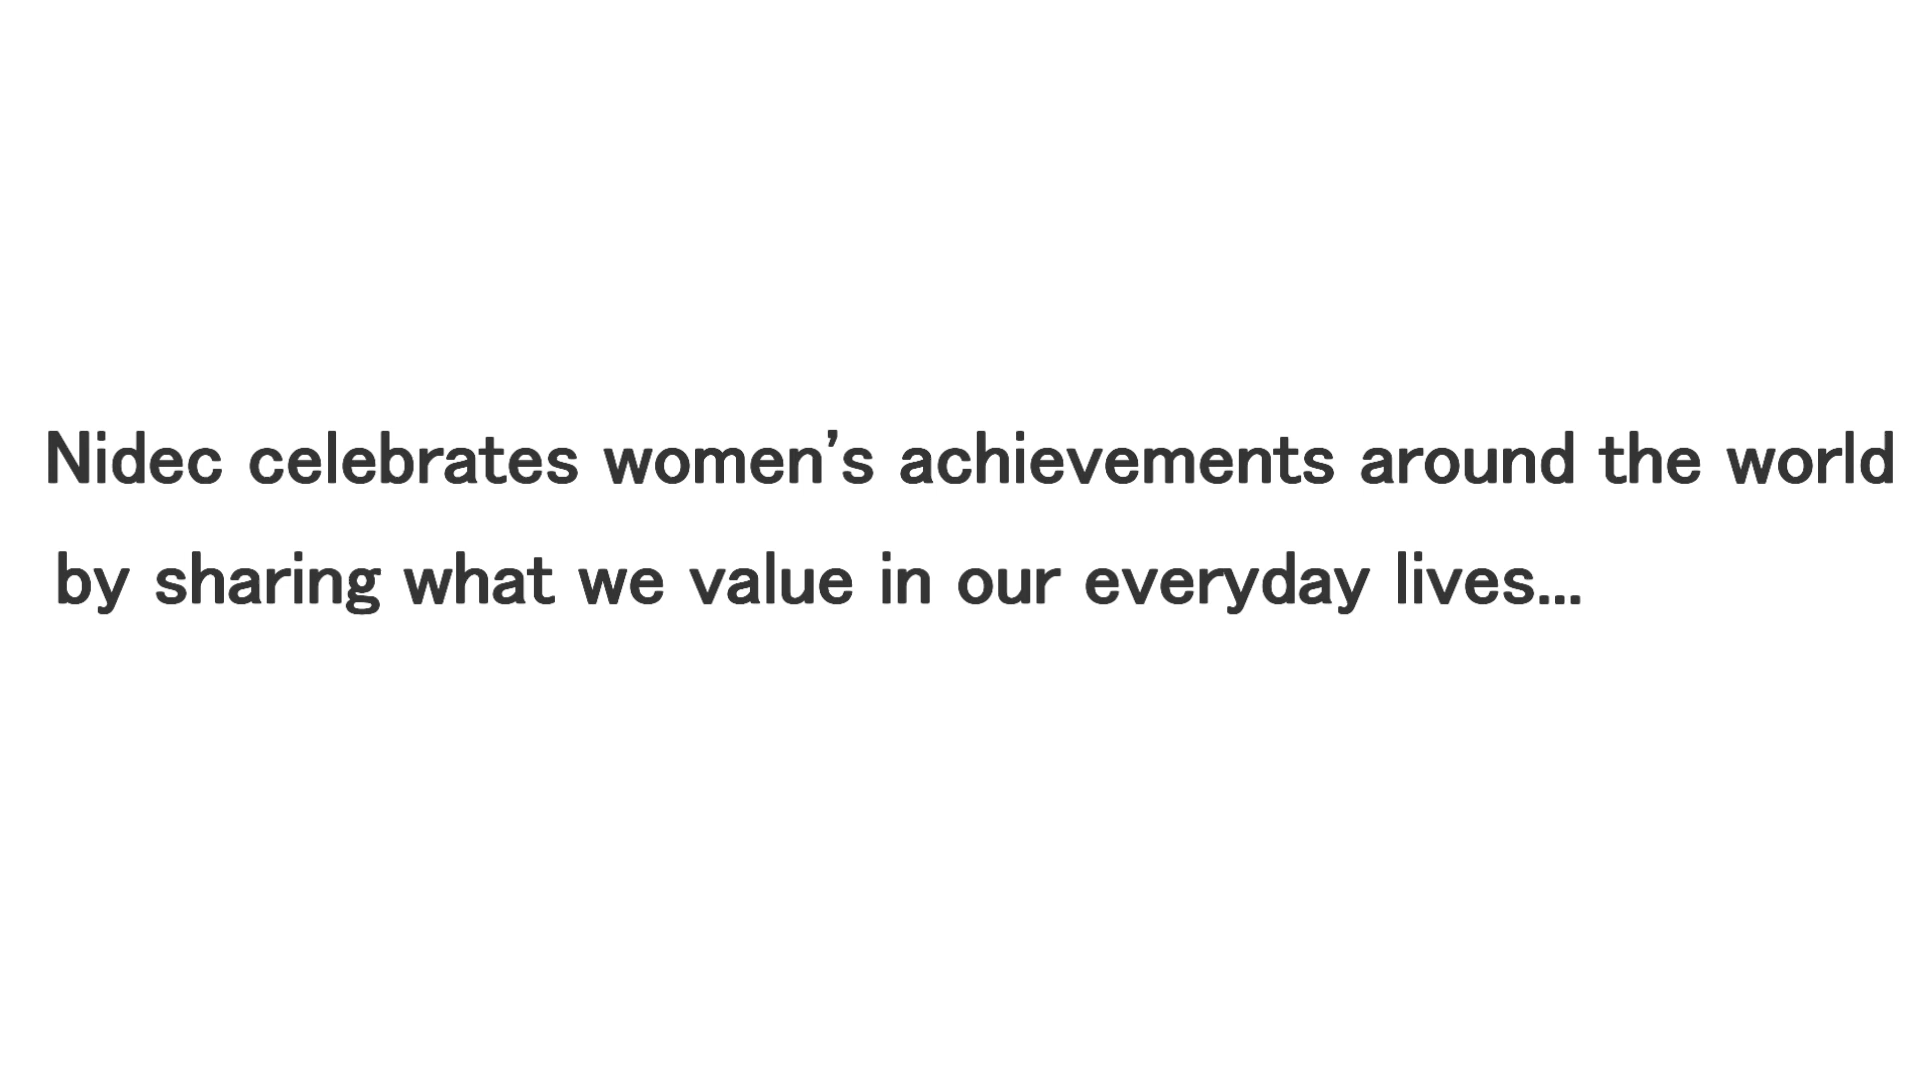 Nidec celebrates women's achievements around the world
by sharing what we value in our everyday lives...